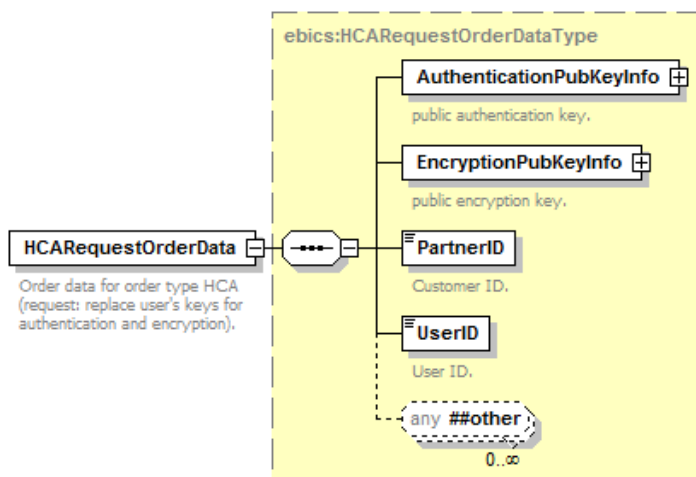 ebics:HCARequestOrderDataType
AuthenticationPubKeyInfo
public authentication key.
EncryptionPubKeyInfo
public encryption key.
HCARequestOrderData
Order data for order type HCA
(request: replace user's keys for
authentication and encryption).
PartnerID
Customer ID.
UserID
User ID.
any ##other
0..∞